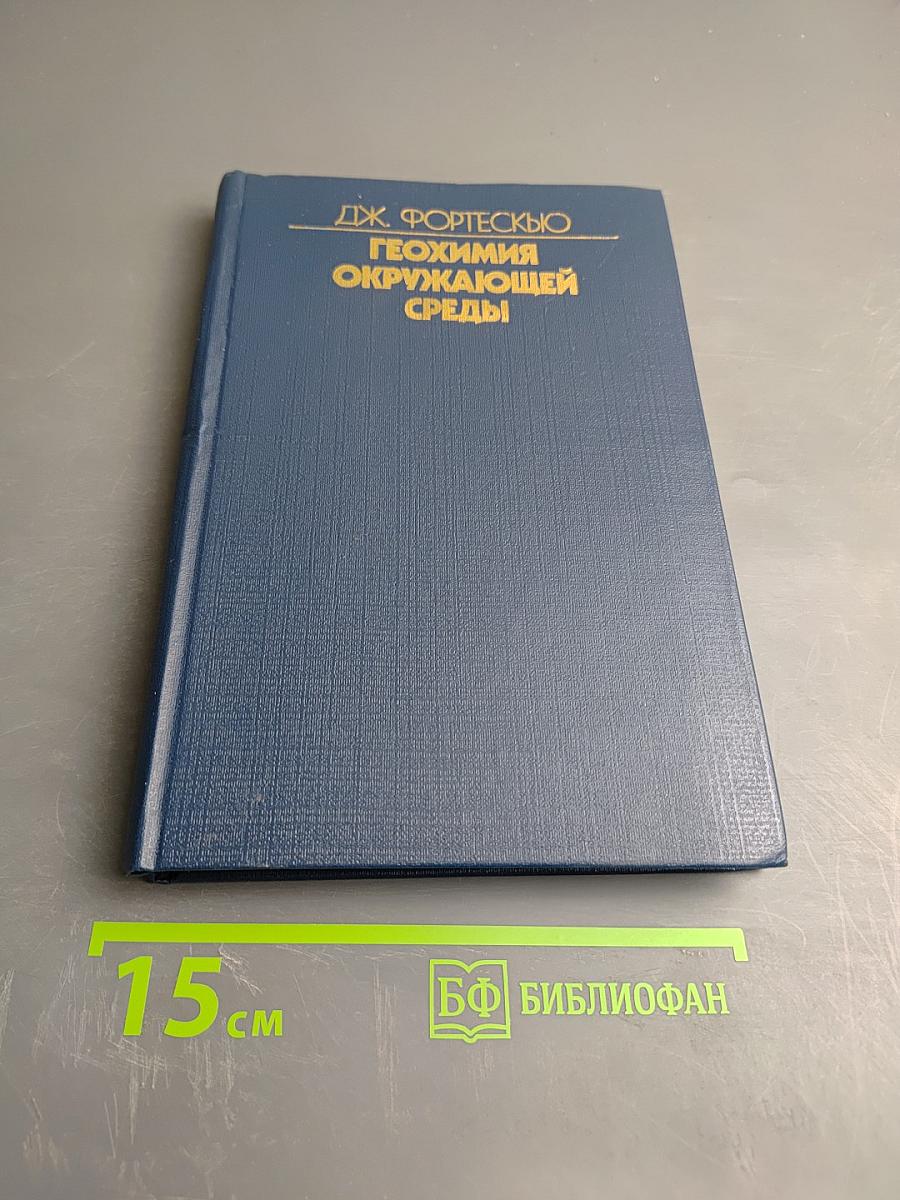 ДЖ. ФОРТЕСКЬЮ
ГЕОХИМИЯ
ОКРУЖАЮЩЕЙ
СРЕДЫ
15 см
БФ БИБЛИОФАН